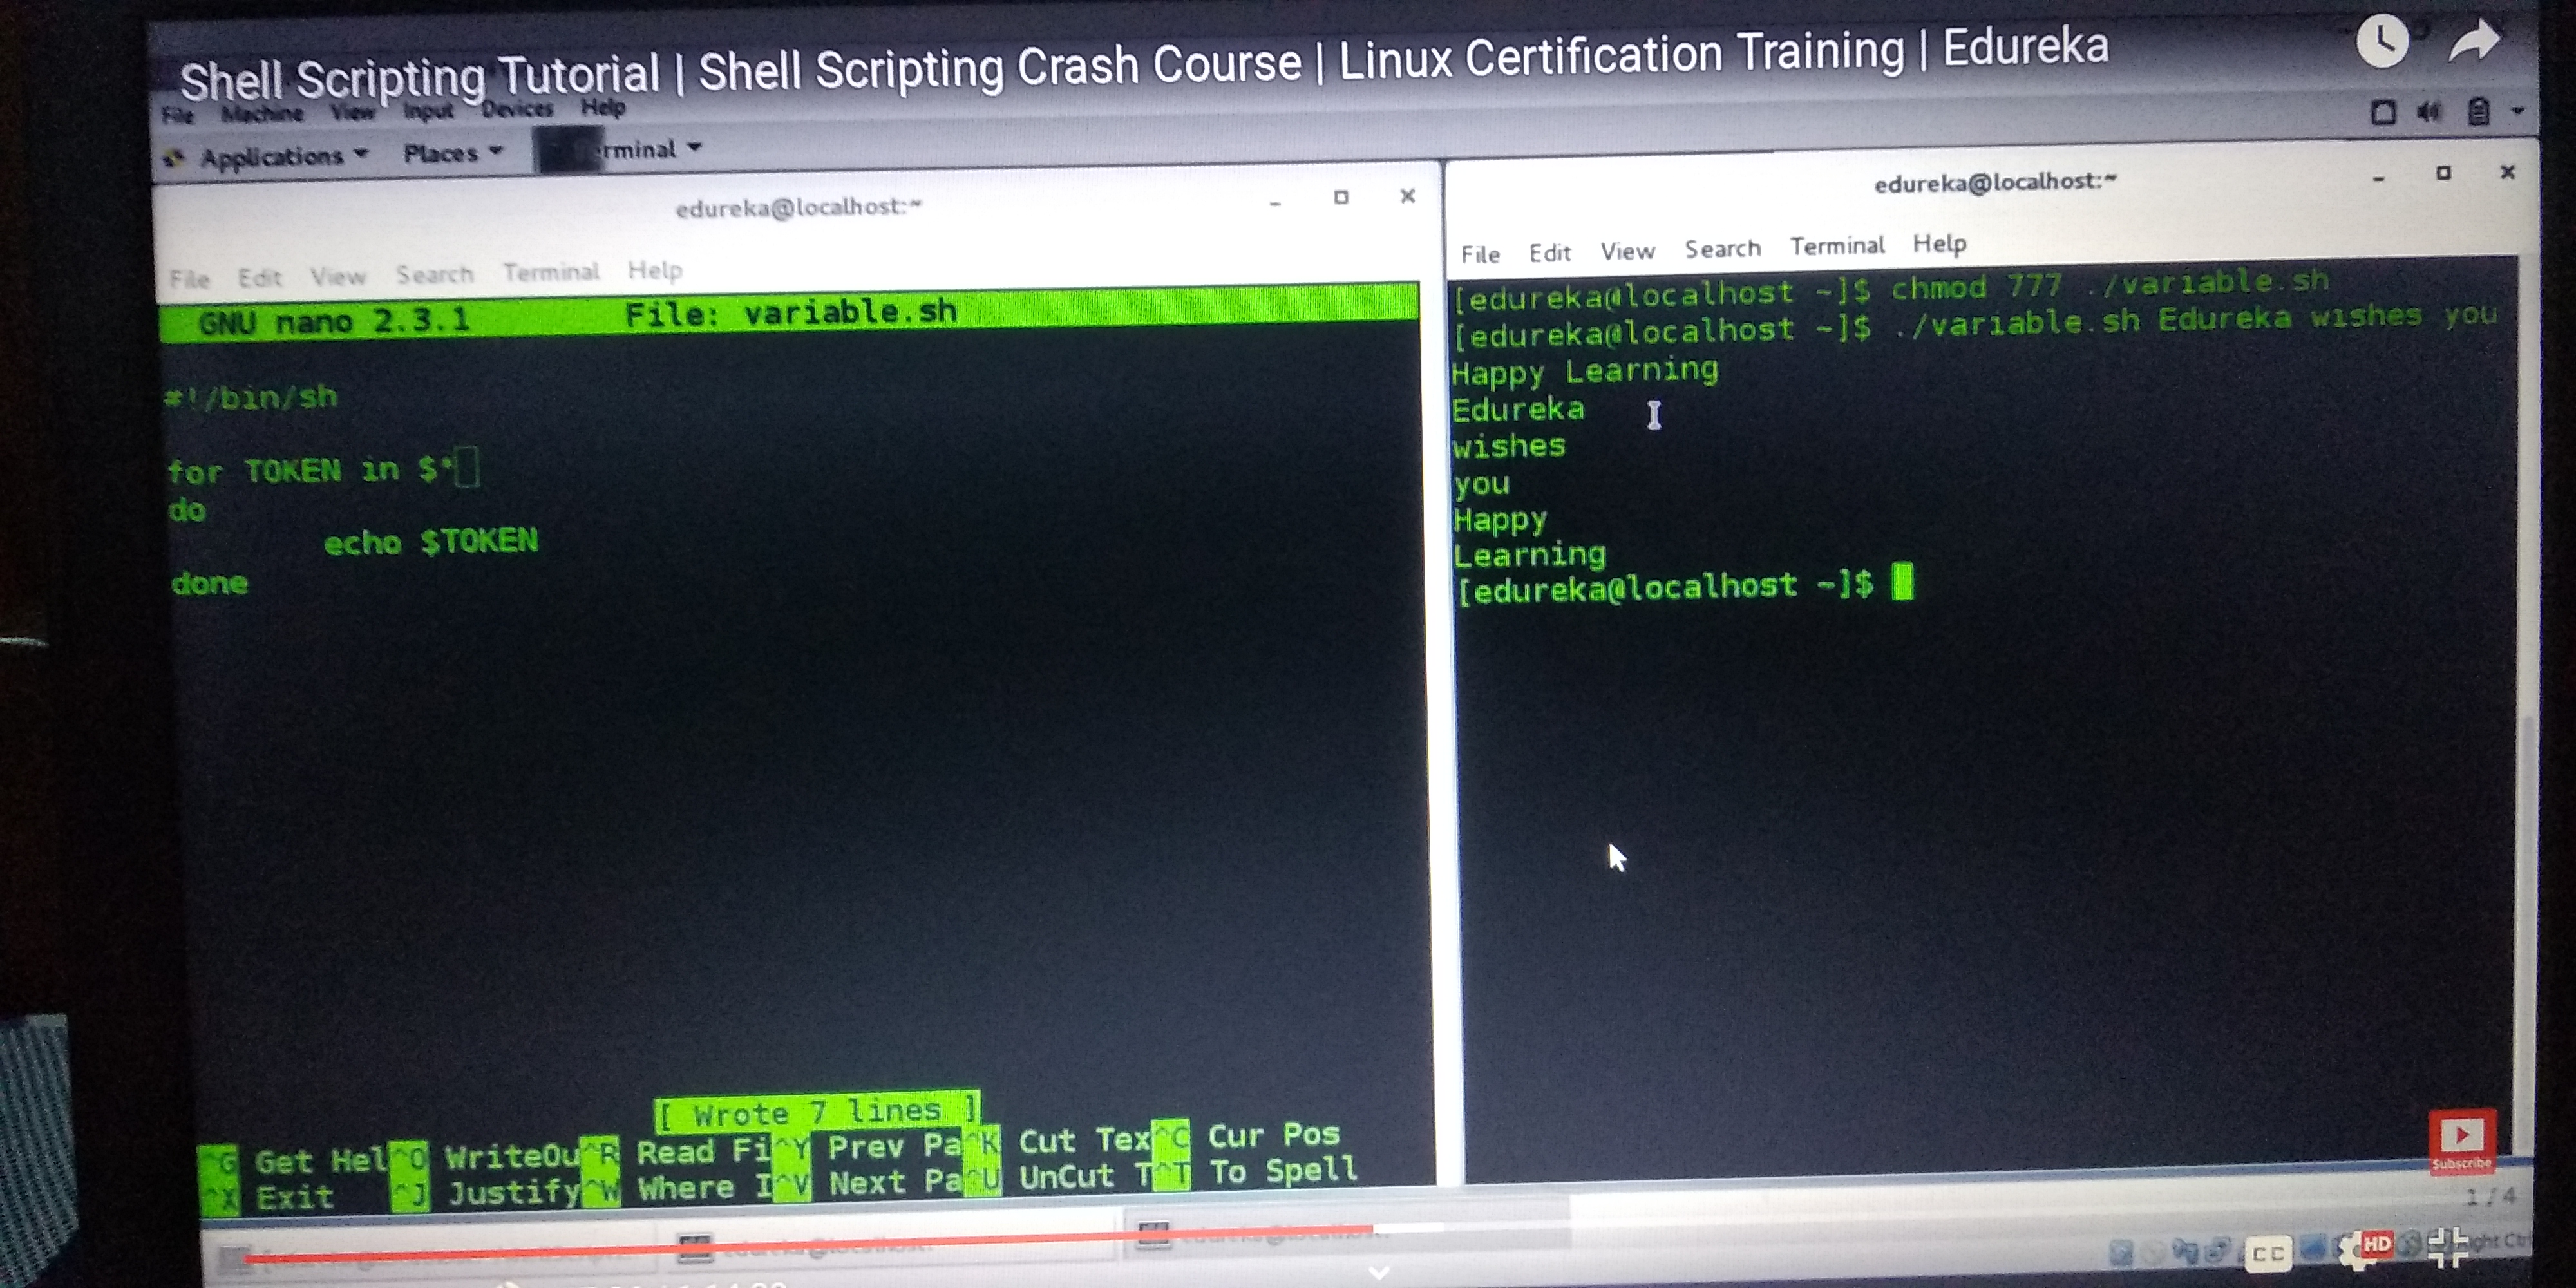 Shell Scripting Tutorial | Shell Scripting Crash Course | Linux Certification Training | Edureka
File Machine View Input Devices Help
Applications Places rminal
edureka@localhost:~
File Edit View Search Terminal Help
GNU nano 2.3.1 File: variable.sh
#!/bin/sh
for TOKEN in $*
do
echo $TOKEN
done
[ Wrote 7 lines ]
^G Get Hel^O WriteOu^R Read Fi^Y Prev Pa^K Cut Tex^C Cur Pos
^X Exit ^J Justify^W Where I^V Next Pa^U UnCut T^T To Spell
edureka@localhost:~
File Edit View Search Terminal Help
[edureka@localhost ~]$ chmod 777 ./variable.sh
[edureka@localhost ~]$ ./variable.sh Edureka wishes you
Happy Learning
Edureka
wishes
you
Happy
Learning
[edureka@localhost ~]$
Subscribe
1 / 4
CC HD